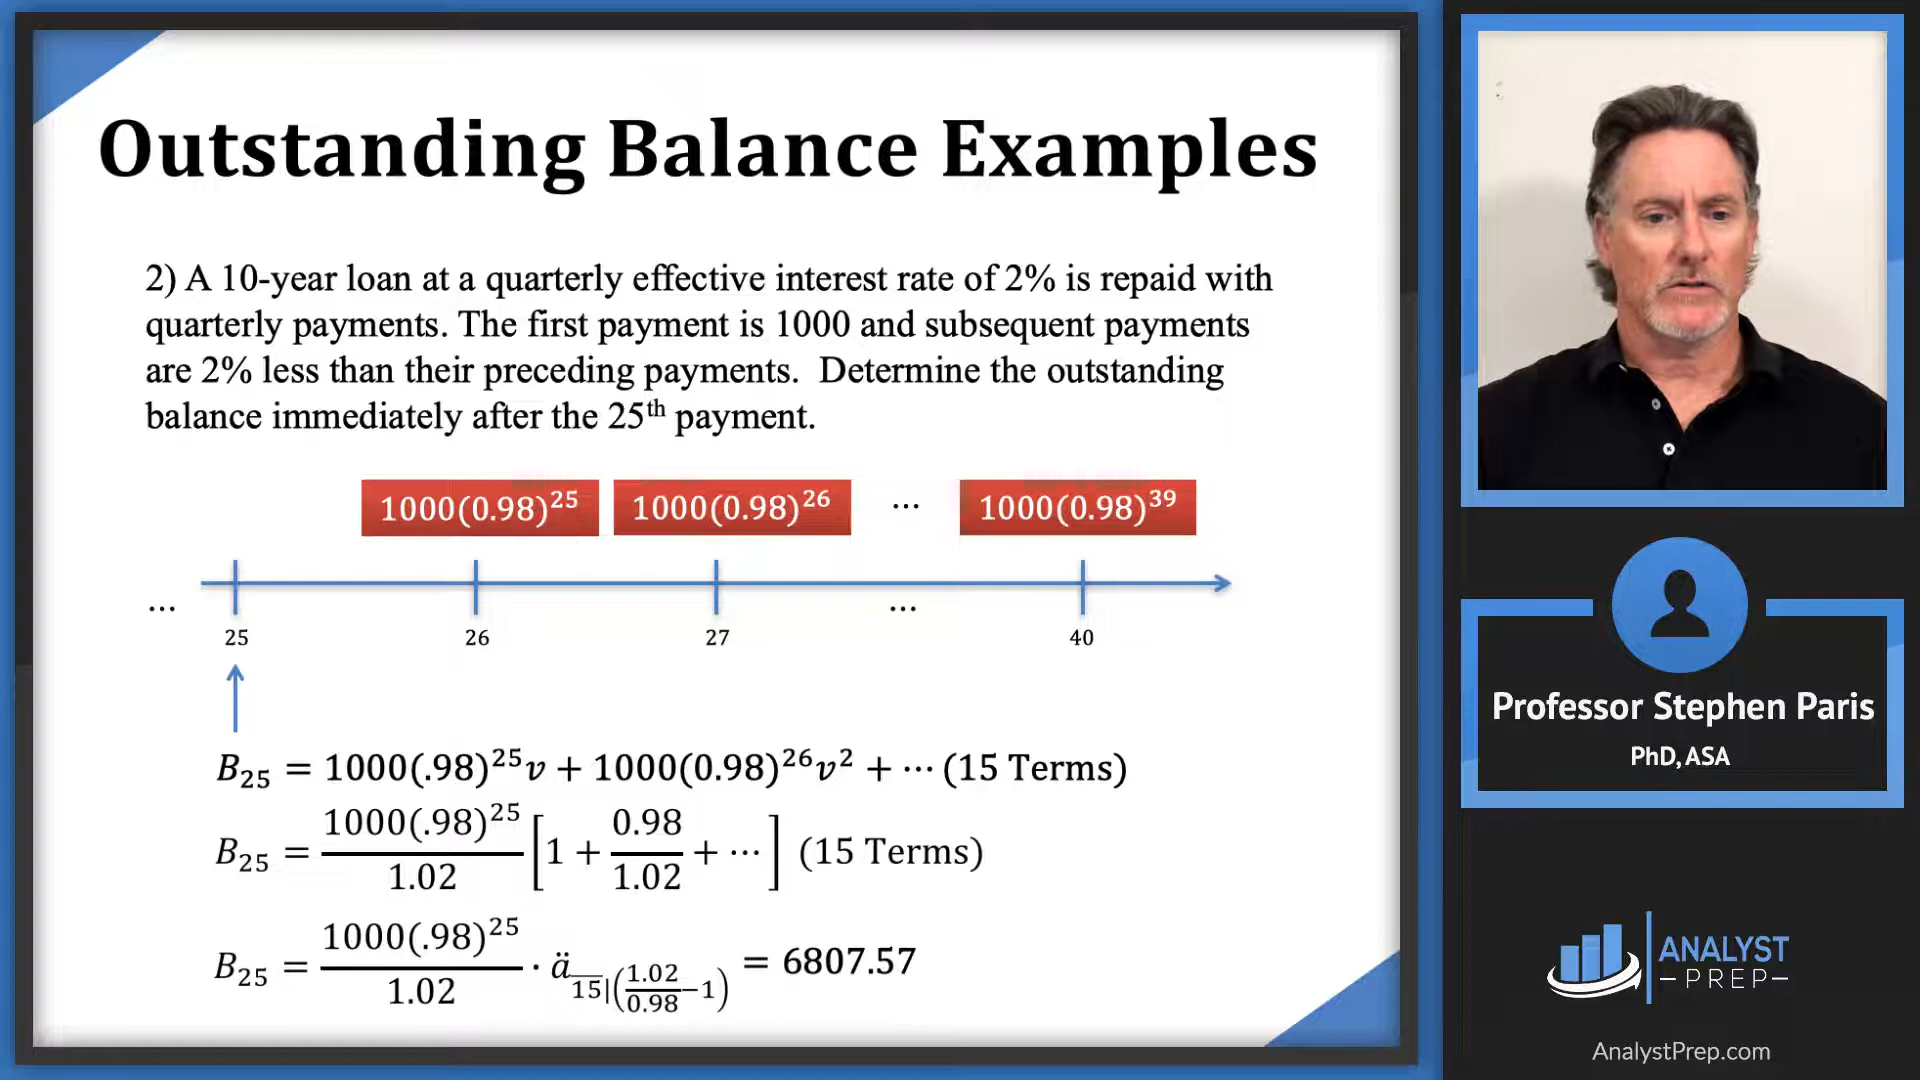 Outstanding Balance Examples
2) A 10-year loan at a quarterly effective interest rate of 2% is repaid with
quarterly payments. The first payment is 1000 and subsequent payments
are 2% less than their preceding payments.  Determine the outstanding
balance immediately after the 25ᵗʰ payment.
1000(0.98)²⁵ 1000(0.98)²⁶ ⋯ 1000(0.98)³⁹
... ...
25 26 27 40
B₂₅ = 1000(.98)²⁵v + 1000(0.98)²⁶v² + ⋯ (15 Terms)
B₂₅ = 1000(.98)²⁵/1.02 [1 + 0.98/1.02 + ⋯] (15 Terms)
B₂₅ = 1000(.98)²⁵/1.02 · ä_{15|(1.02/0.98−1)} = 6807.57
Professor Stephen Paris
PhD, ASA
ANALYST
–PREP–
AnalystPrep.com